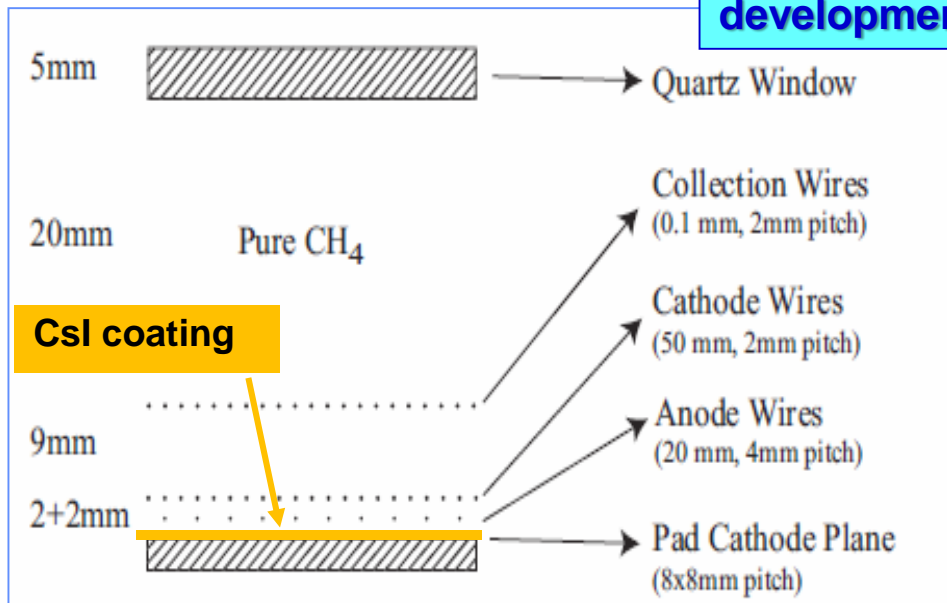 developmen
5mm
Quartz Window
Collection Wires
(0.1 mm, 2mm pitch)
20mm
Pure CH₄
Cathode Wires
(50 mm, 2mm pitch)
CsI coating
Anode Wires
(20 mm, 4mm pitch)
9mm
2+2mm
Pad Cathode Plane
(8x8mm pitch)